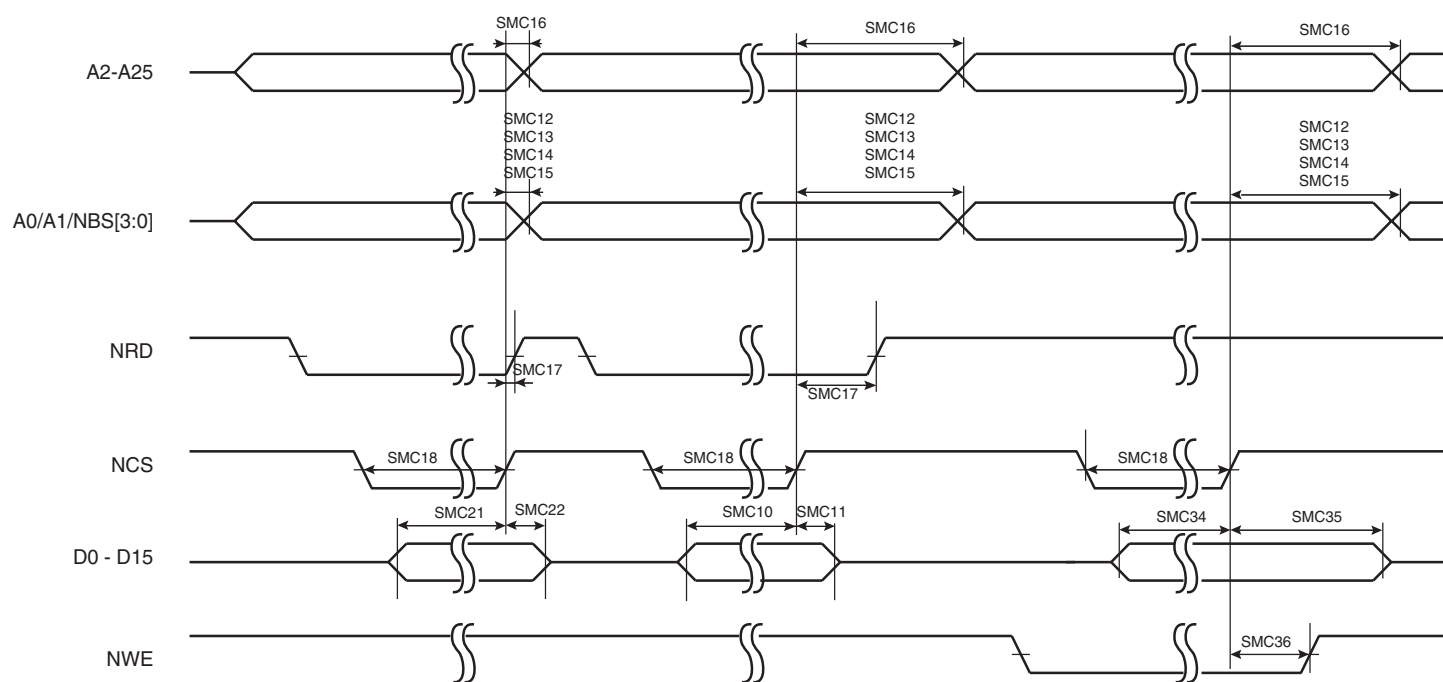 SMC16
SMC16
SMC16
A2-A25
SMC12
SMC13
SMC14
SMC15
SMC12
SMC13
SMC14
SMC15
SMC12
SMC13
SMC14
SMC15
A0/A1/NBS[3:0]
NRD
SMC17
SMC17
NCS
SMC18
SMC18
SMC18
SMC21
SMC22
SMC10
SMC11
SMC34
SMC35
D0 - D15
NWE
SMC36